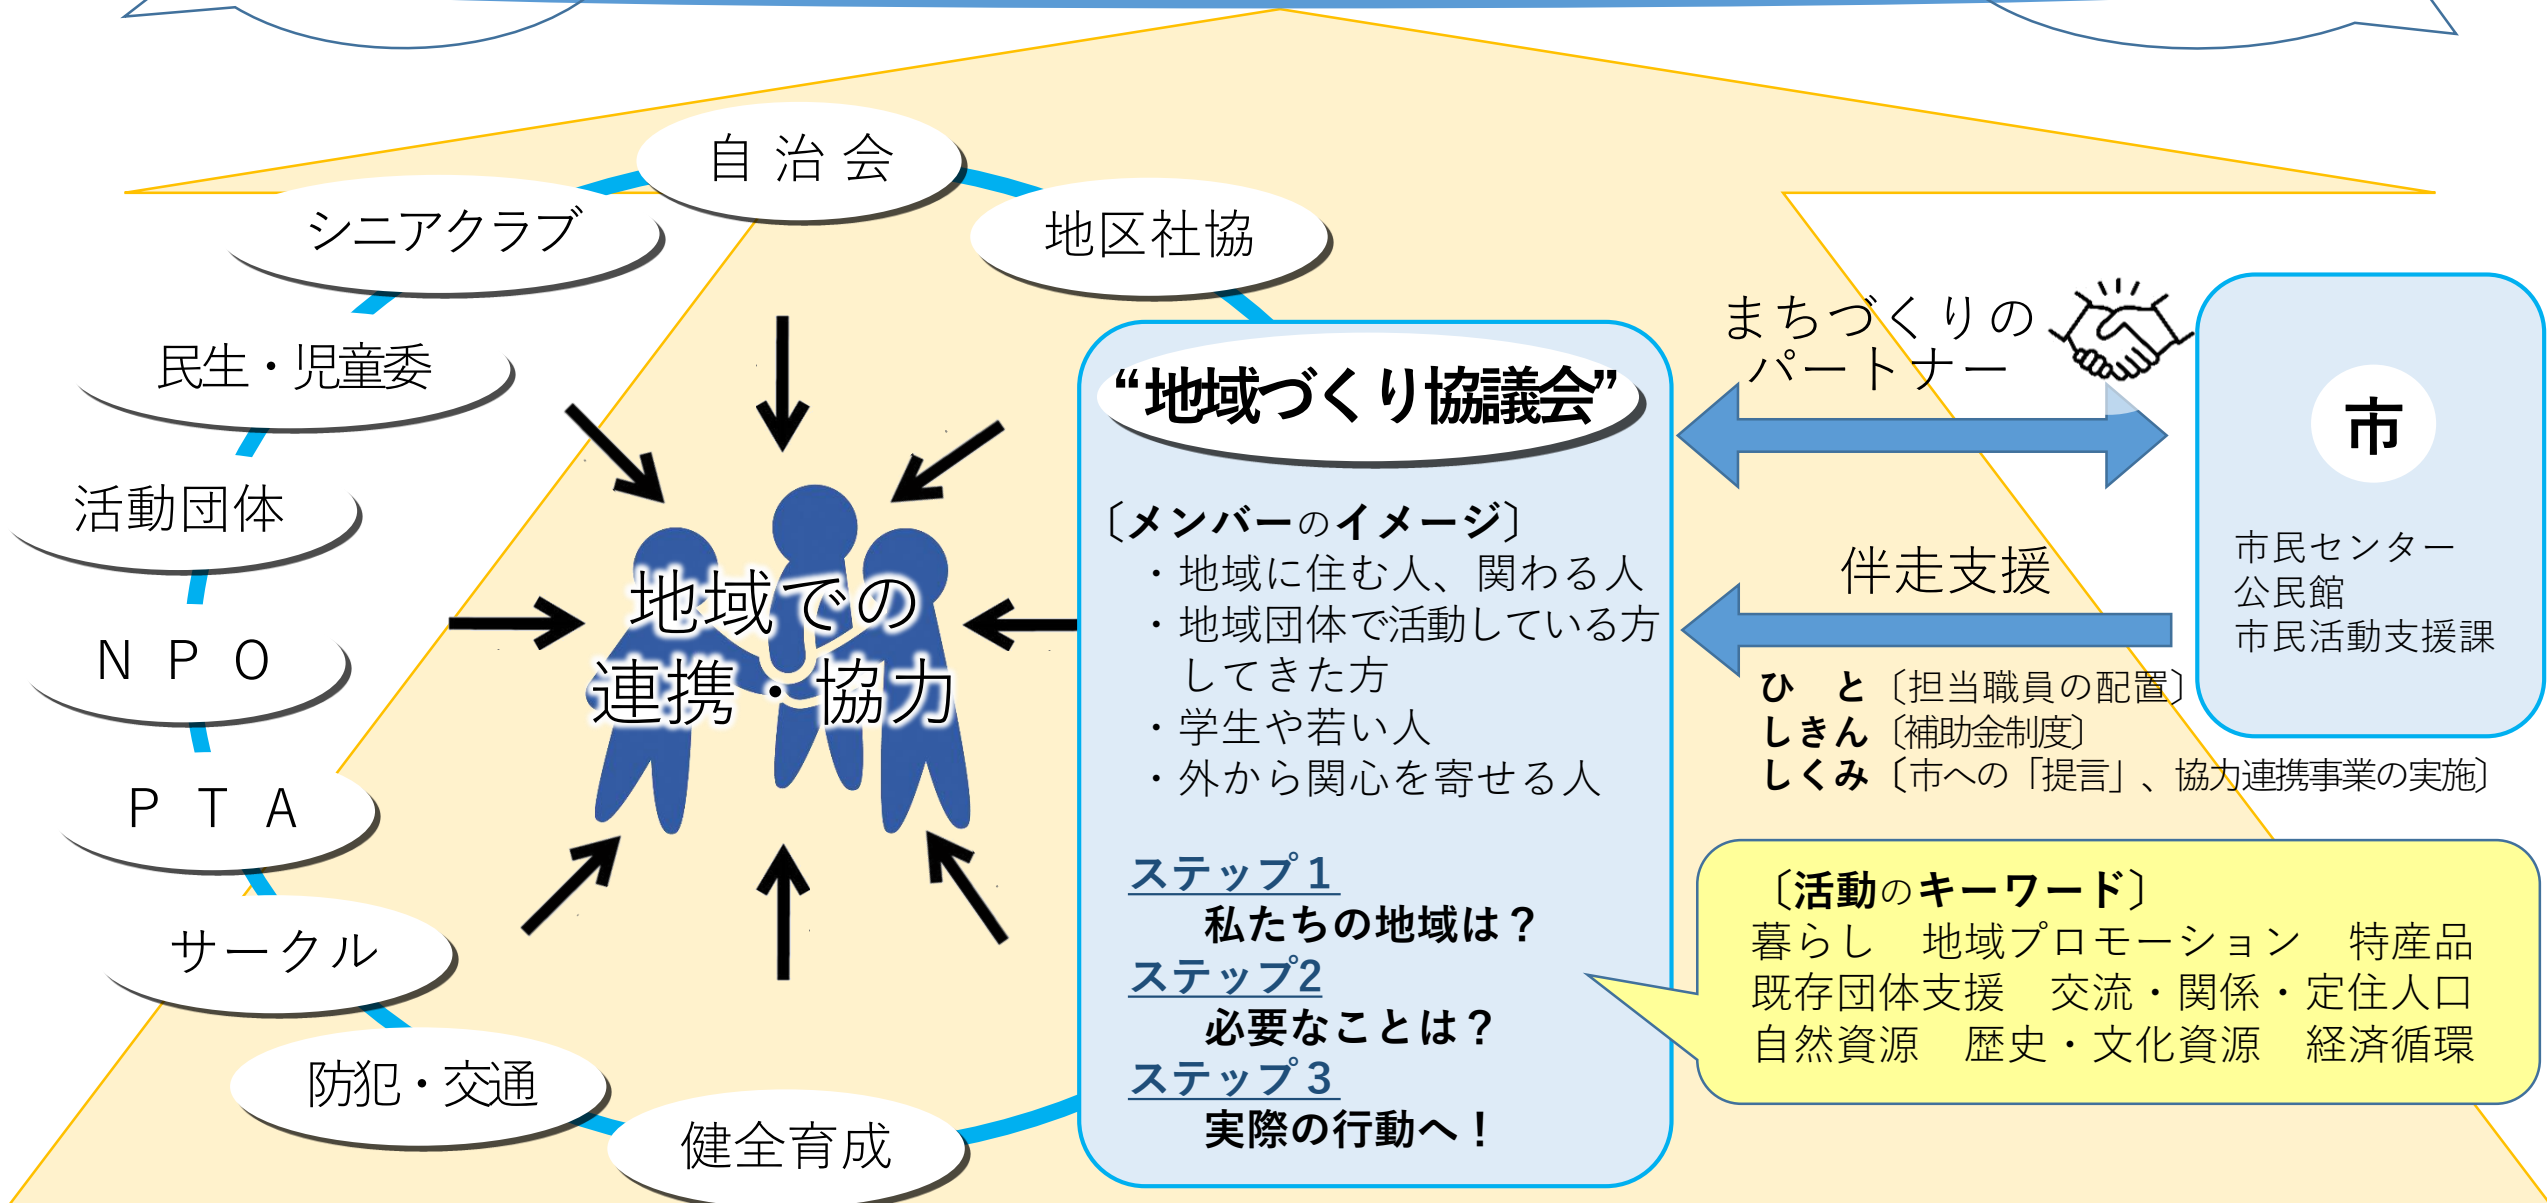 自治会
シニアクラブ
地区社協
民生・児童委
活動団体
ＮＰＯ
ＰＴＡ
サークル
防犯・交通
健全育成
地域での
連携・協力
“地域づくり協議会”
〔メンバーのイメージ〕
・地域に住む人、関わる人
・地域団体で活動している方
してきた方
・学生や若い人
・外から関心を寄せる人
ステップ１
私たちの地域は？
ステップ2
必要なことは？
ステップ３
実際の行動へ！
まちづくりの
パートナー
伴走支援
ひ　と〔担当職員の配置〕
しきん〔補助金制度〕
しくみ〔市への「提言」、協力連携事業の実施〕
市
市民センター
公民館
市民活動支援課
〔活動のキーワード〕
暮らし　地域プロモーション　特産品
既存団体支援　交流・関係・定住人口
自然資源　歴史・文化資源　経済循環